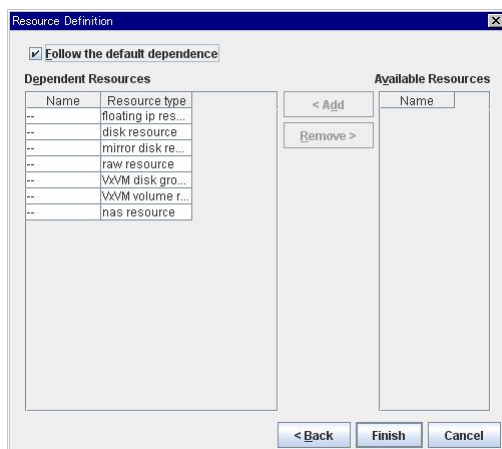 Resource Definition
Follow the default dependence
Dependent Resources
Available Resources
Name Resource type
-- floating ip res...
-- disk resource
-- mirror disk re...
-- raw resource
-- VxVM disk gro...
-- VxVM volume r...
-- nas resource
< Add
Remove >
Name
< Back Finish Cancel